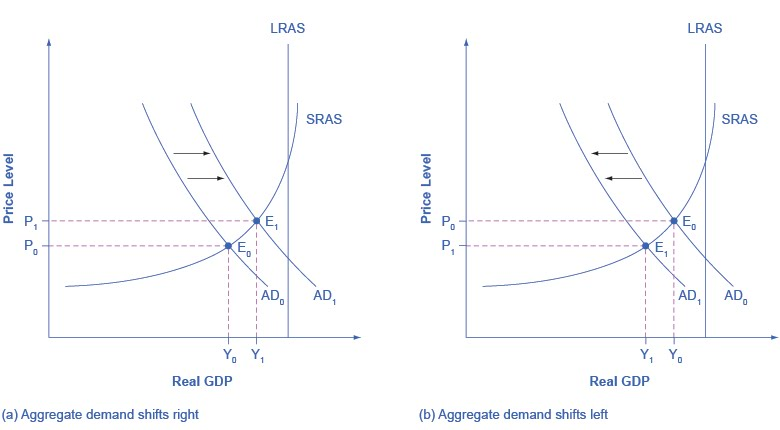 LRAS
SRAS
Price Level
P₁
P₀
E₁
E₀
AD₀
AD₁
Y₀
Y₁
Real GDP
(a) Aggregate demand shifts right
LRAS
SRAS
Price Level
P₀
P₁
E₀
E₁
AD₁
AD₀
Y₁
Y₀
Real GDP
(b) Aggregate demand shifts left